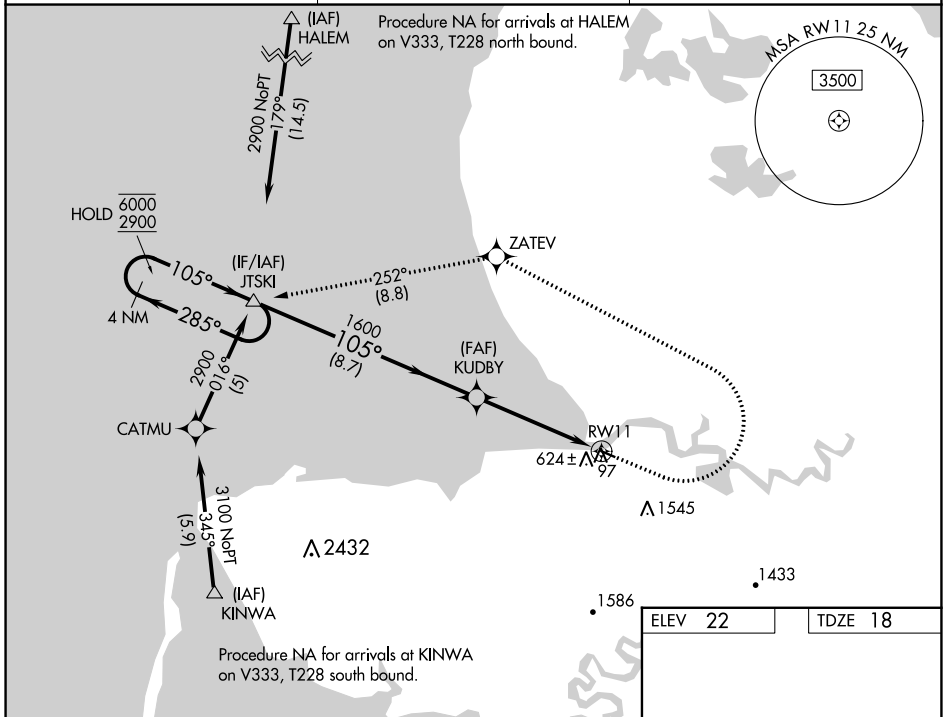 (IAF)
HALEM
Procedure NA for arrivals at HALEM
on V333, T228 north bound.
MSA RW11 25 NM
3500
2900 NoPT
179°
(14.5)
HOLD 6000
2900
105°
(IF/IAF)
JTSKI
ZATEV
252°
(8.8)
4 NM
285°
1600
105°
(8.7)
(FAF)
KUDBY
2900
016°
(5)
CATMU
RW11
624±
97
3100 NoPT
345°
(5.9)
1545
2432
(IAF)
KINWA
1433
1586
ELEV 22
TDZE 18
Procedure NA for arrivals at KINWA
on V333, T228 south bound.